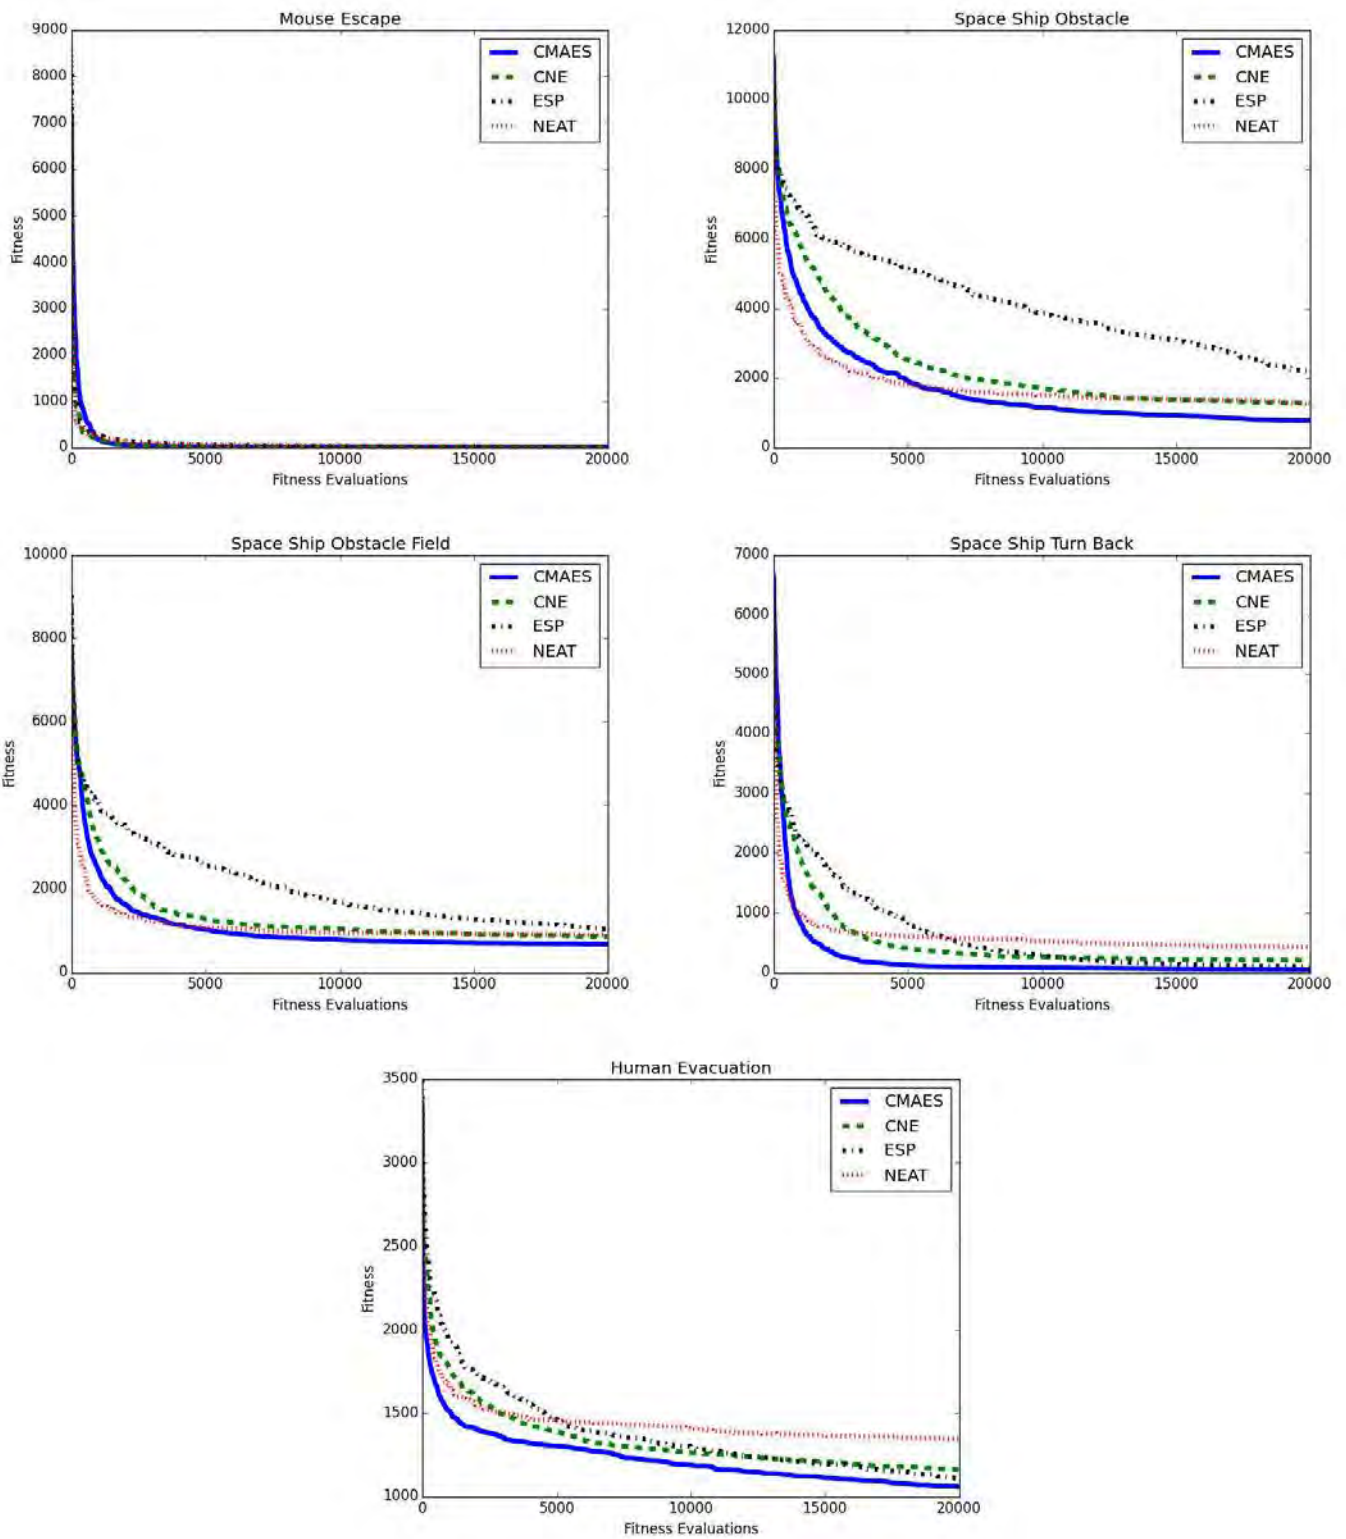 Mouse Escape
9000
8000
7000
6000
5000
4000
3000
2000
1000
0
Fitness
CMAES
CNE
ESP
NEAT
0 5000 10000 15000 20000
Fitness Evaluations
Space Ship Obstacle
12000
10000
8000
6000
4000
2000
0
Fitness
CMAES
CNE
ESP
NEAT
0 5000 10000 15000 20000
Fitness Evaluations
Space Ship Obstacle Field
10000
8000
6000
4000
2000
0
Fitness
CMAES
CNE
ESP
NEAT
0 5000 10000 15000 20000
Fitness Evaluations
Space Ship Turn Back
7000
6000
5000
4000
3000
2000
1000
0
Fitness
CMAES
CNE
ESP
NEAT
0 5000 10000 15000 20000
Fitness Evaluations
Human Evacuation
3500
3000
2500
2000
1500
1000
Fitness
CMAES
CNE
ESP
NEAT
0 5000 10000 15000 20000
Fitness Evaluations